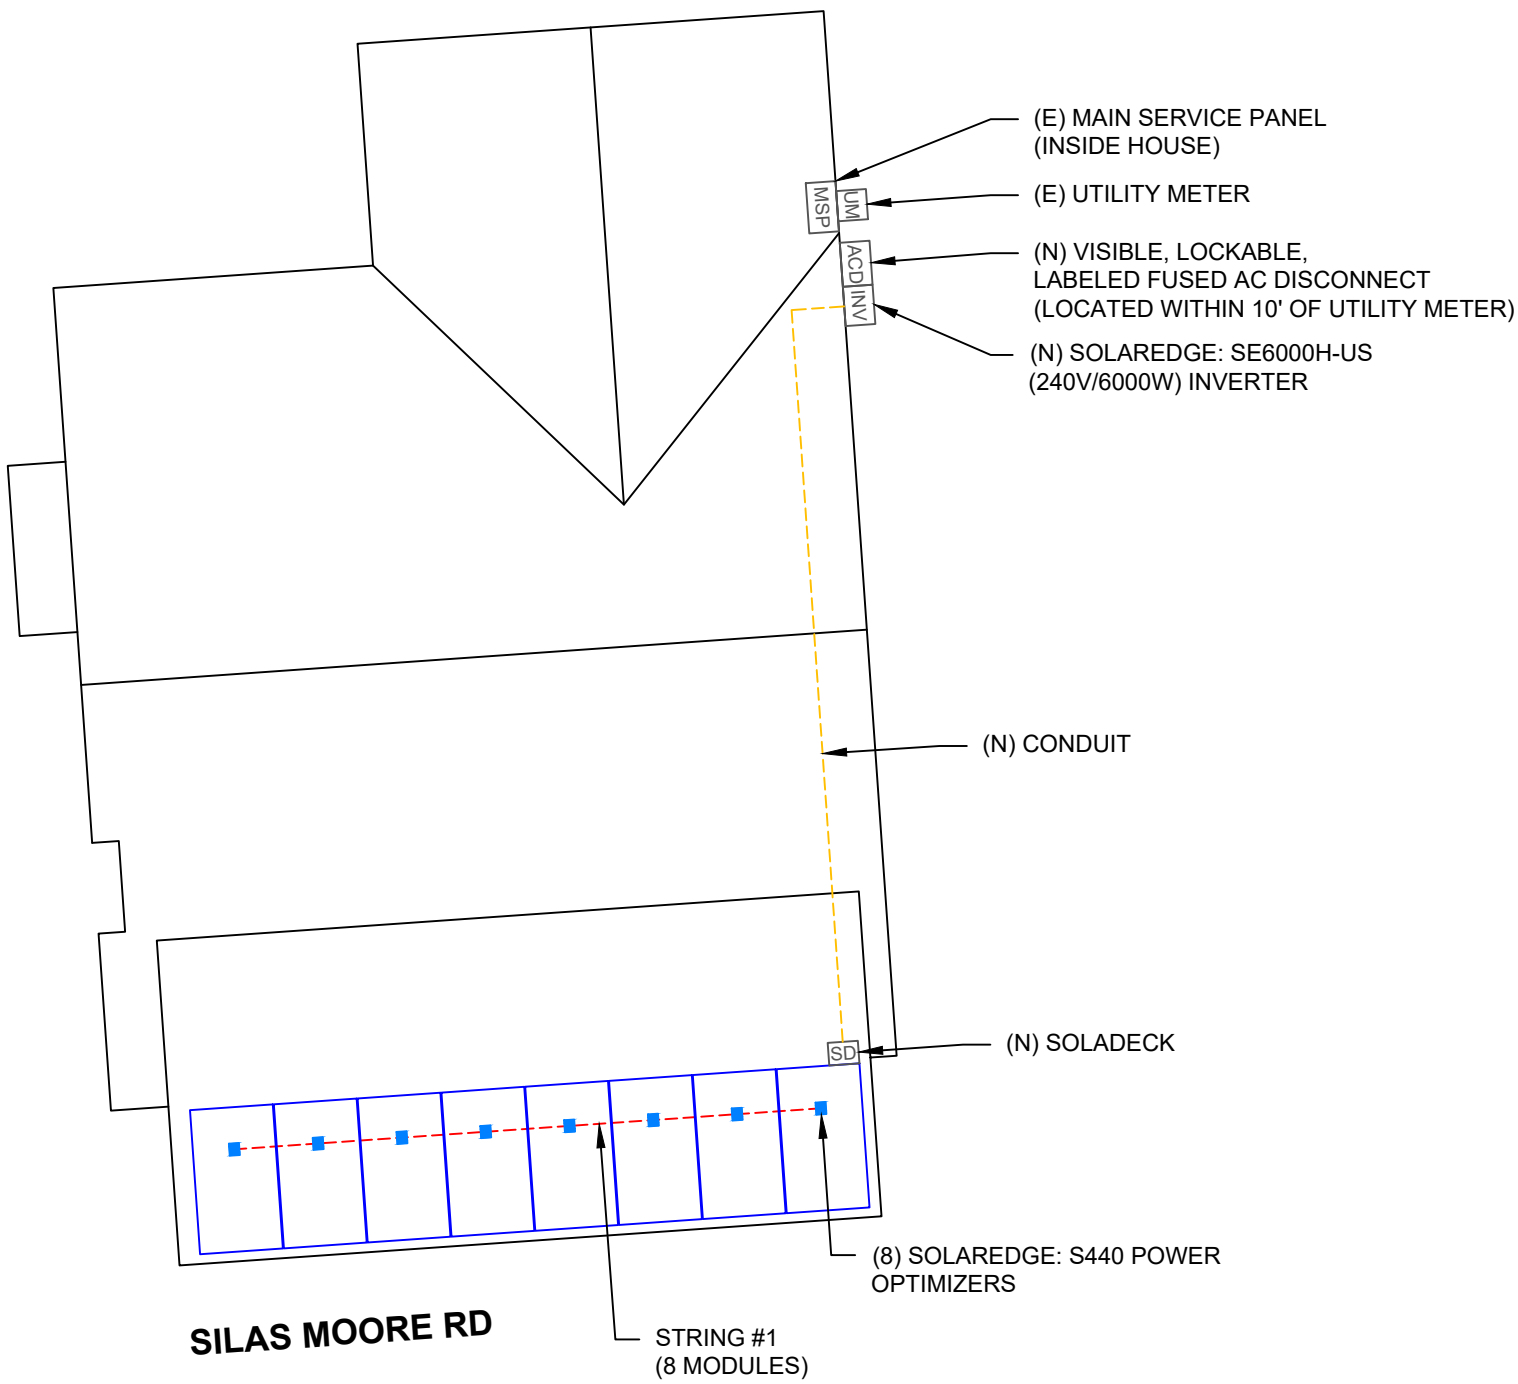 (E) MAIN SERVICE PANEL
(INSIDE HOUSE)
MSP
UM
(E) UTILITY METER
ACD
INV
(N) VISIBLE, LOCKABLE,
LABELED FUSED AC DISCONNECT
(LOCATED WITHIN 10' OF UTILITY METER)
(N) SOLAREDGE: SE6000H-US
(240V/6000W) INVERTER
(N) CONDUIT
SD
(N) SOLADECK
(8) SOLAREDGE: S440 POWER
OPTIMIZERS
SILAS MOORE RD
STRING #1
(8 MODULES)